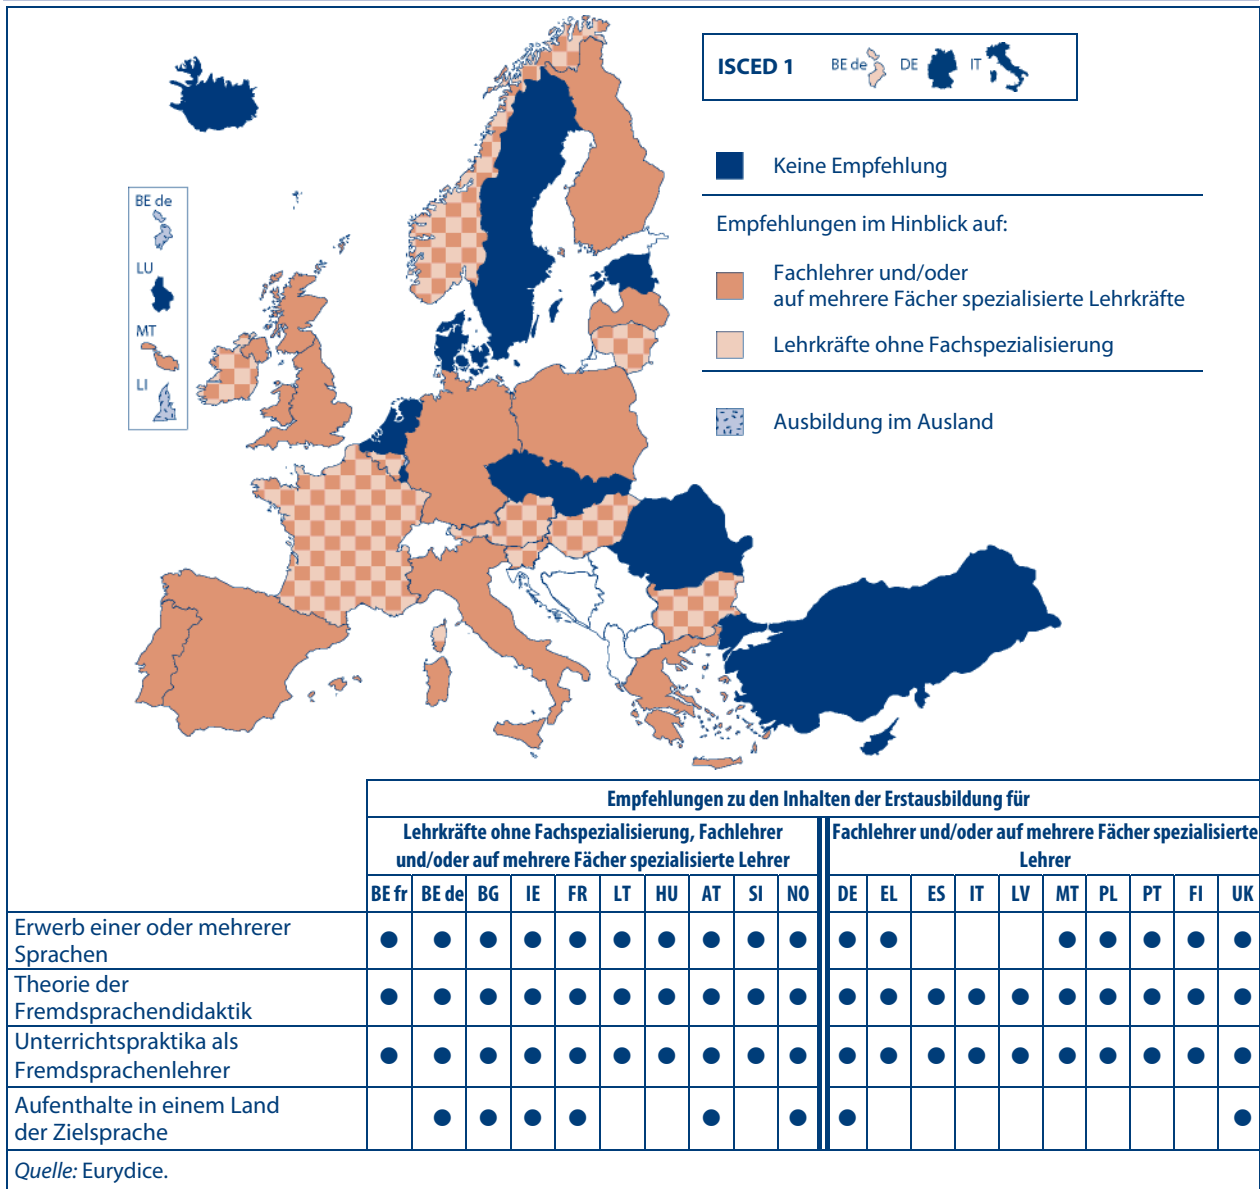 ISCED 1
BE de
DE
IT
Keine Empfehlung
Empfehlungen im Hinblick auf:
Fachlehrer und/oder
auf mehrere Fächer spezialisierte Lehrkräfte
Lehrkräfte ohne Fachspezialisierung
Ausbildung im Ausland
BE de
LU
MT
LI
Empfehlungen zu den Inhalten der Erstausbildung für
Lehrkräfte ohne Fachspezialisierung, Fachlehrer
und/oder auf mehrere Fächer spezialisierte Lehrer
Fachlehrer und/oder auf mehrere Fächer spezialisierte
Lehrer
BE fr BE de BG IE FR LT HU AT SI NO DE EL ES IT LV MT PL PT FI UK
Erwerb einer oder mehrerer
Sprachen
Theorie der
Fremdsprachendidaktik
Unterrichtspraktika als
Fremdsprachenlehrer
Aufenthalte in einem Land
der Zielsprache
Quelle: Eurydice.